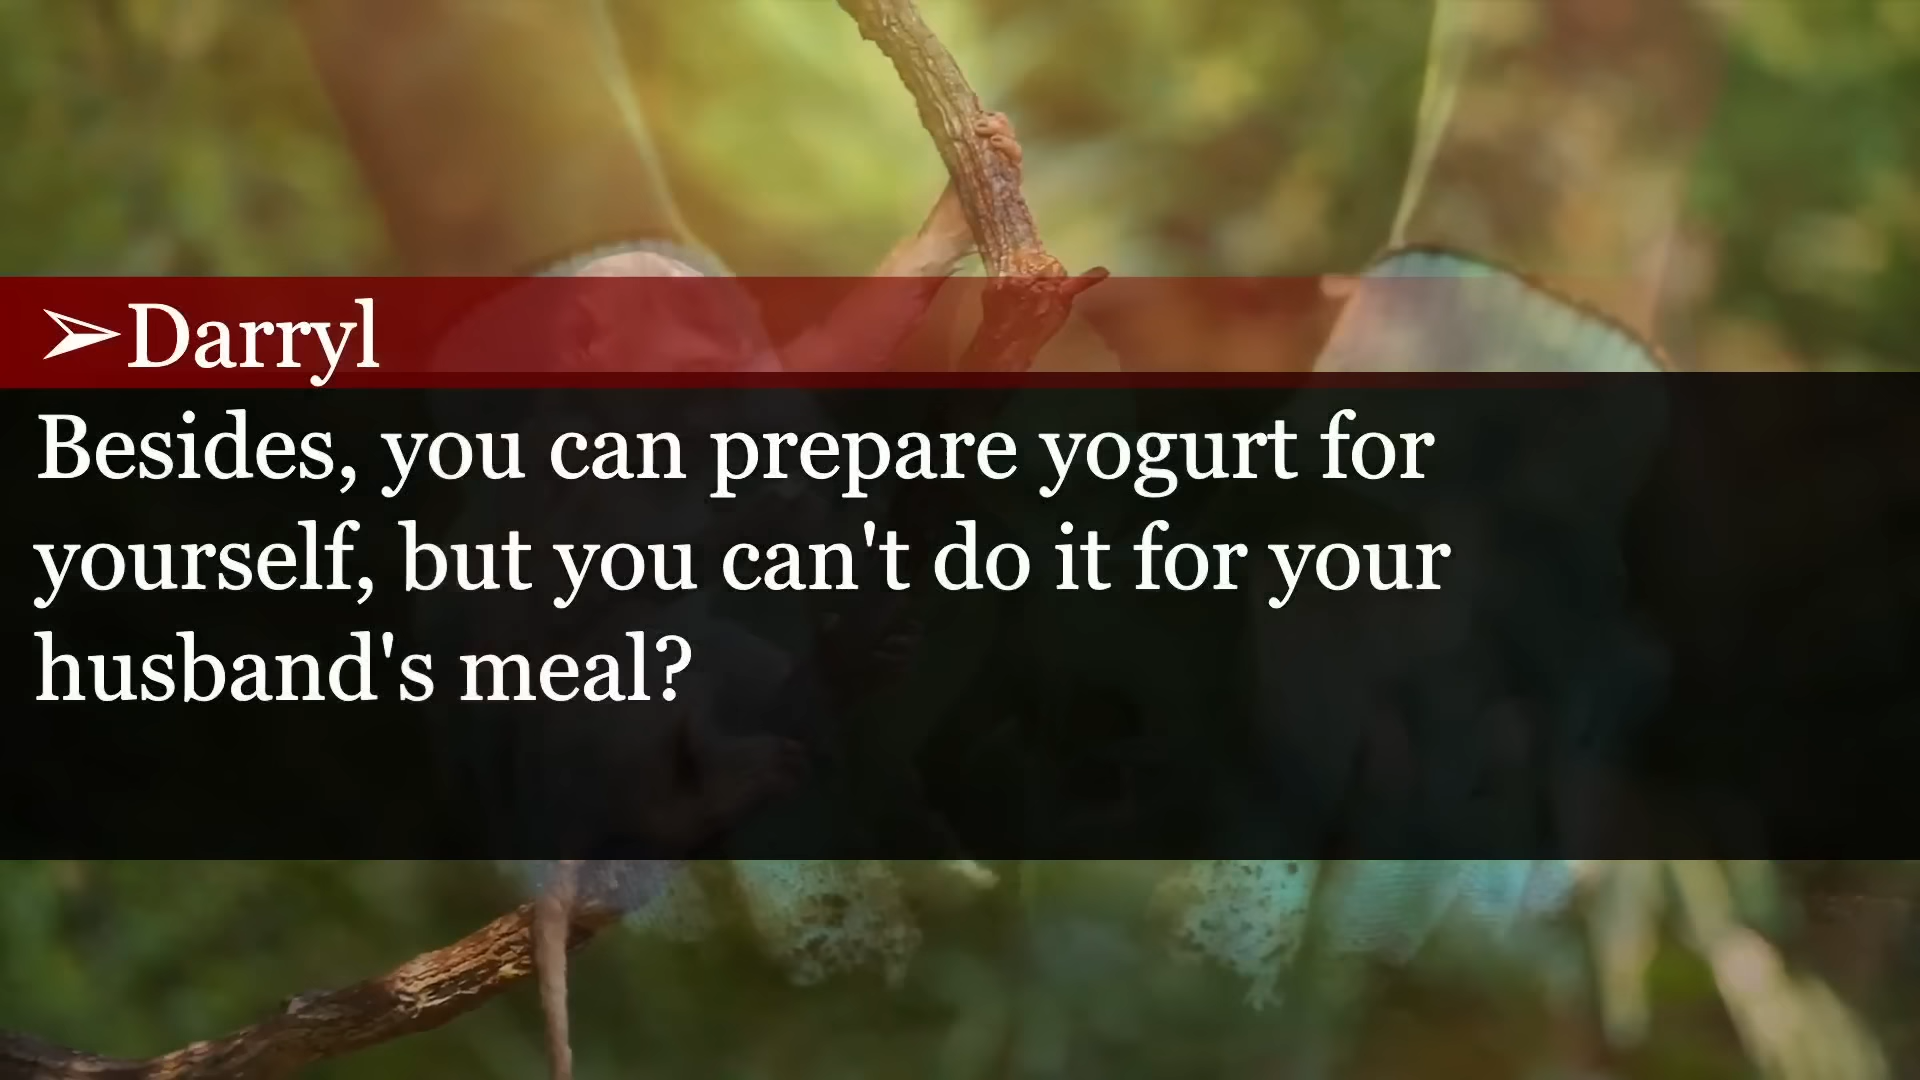 ➢Darryl
Besides, you can prepare yogurt for
yourself, but you can't do it for your
husband's meal?